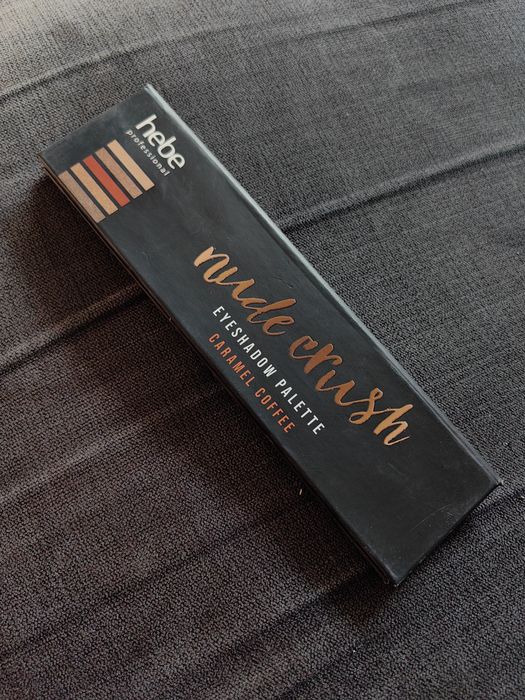 hebe
professional
nude crush
EYESHADOW PALETTE
CARAMEL COFFEE